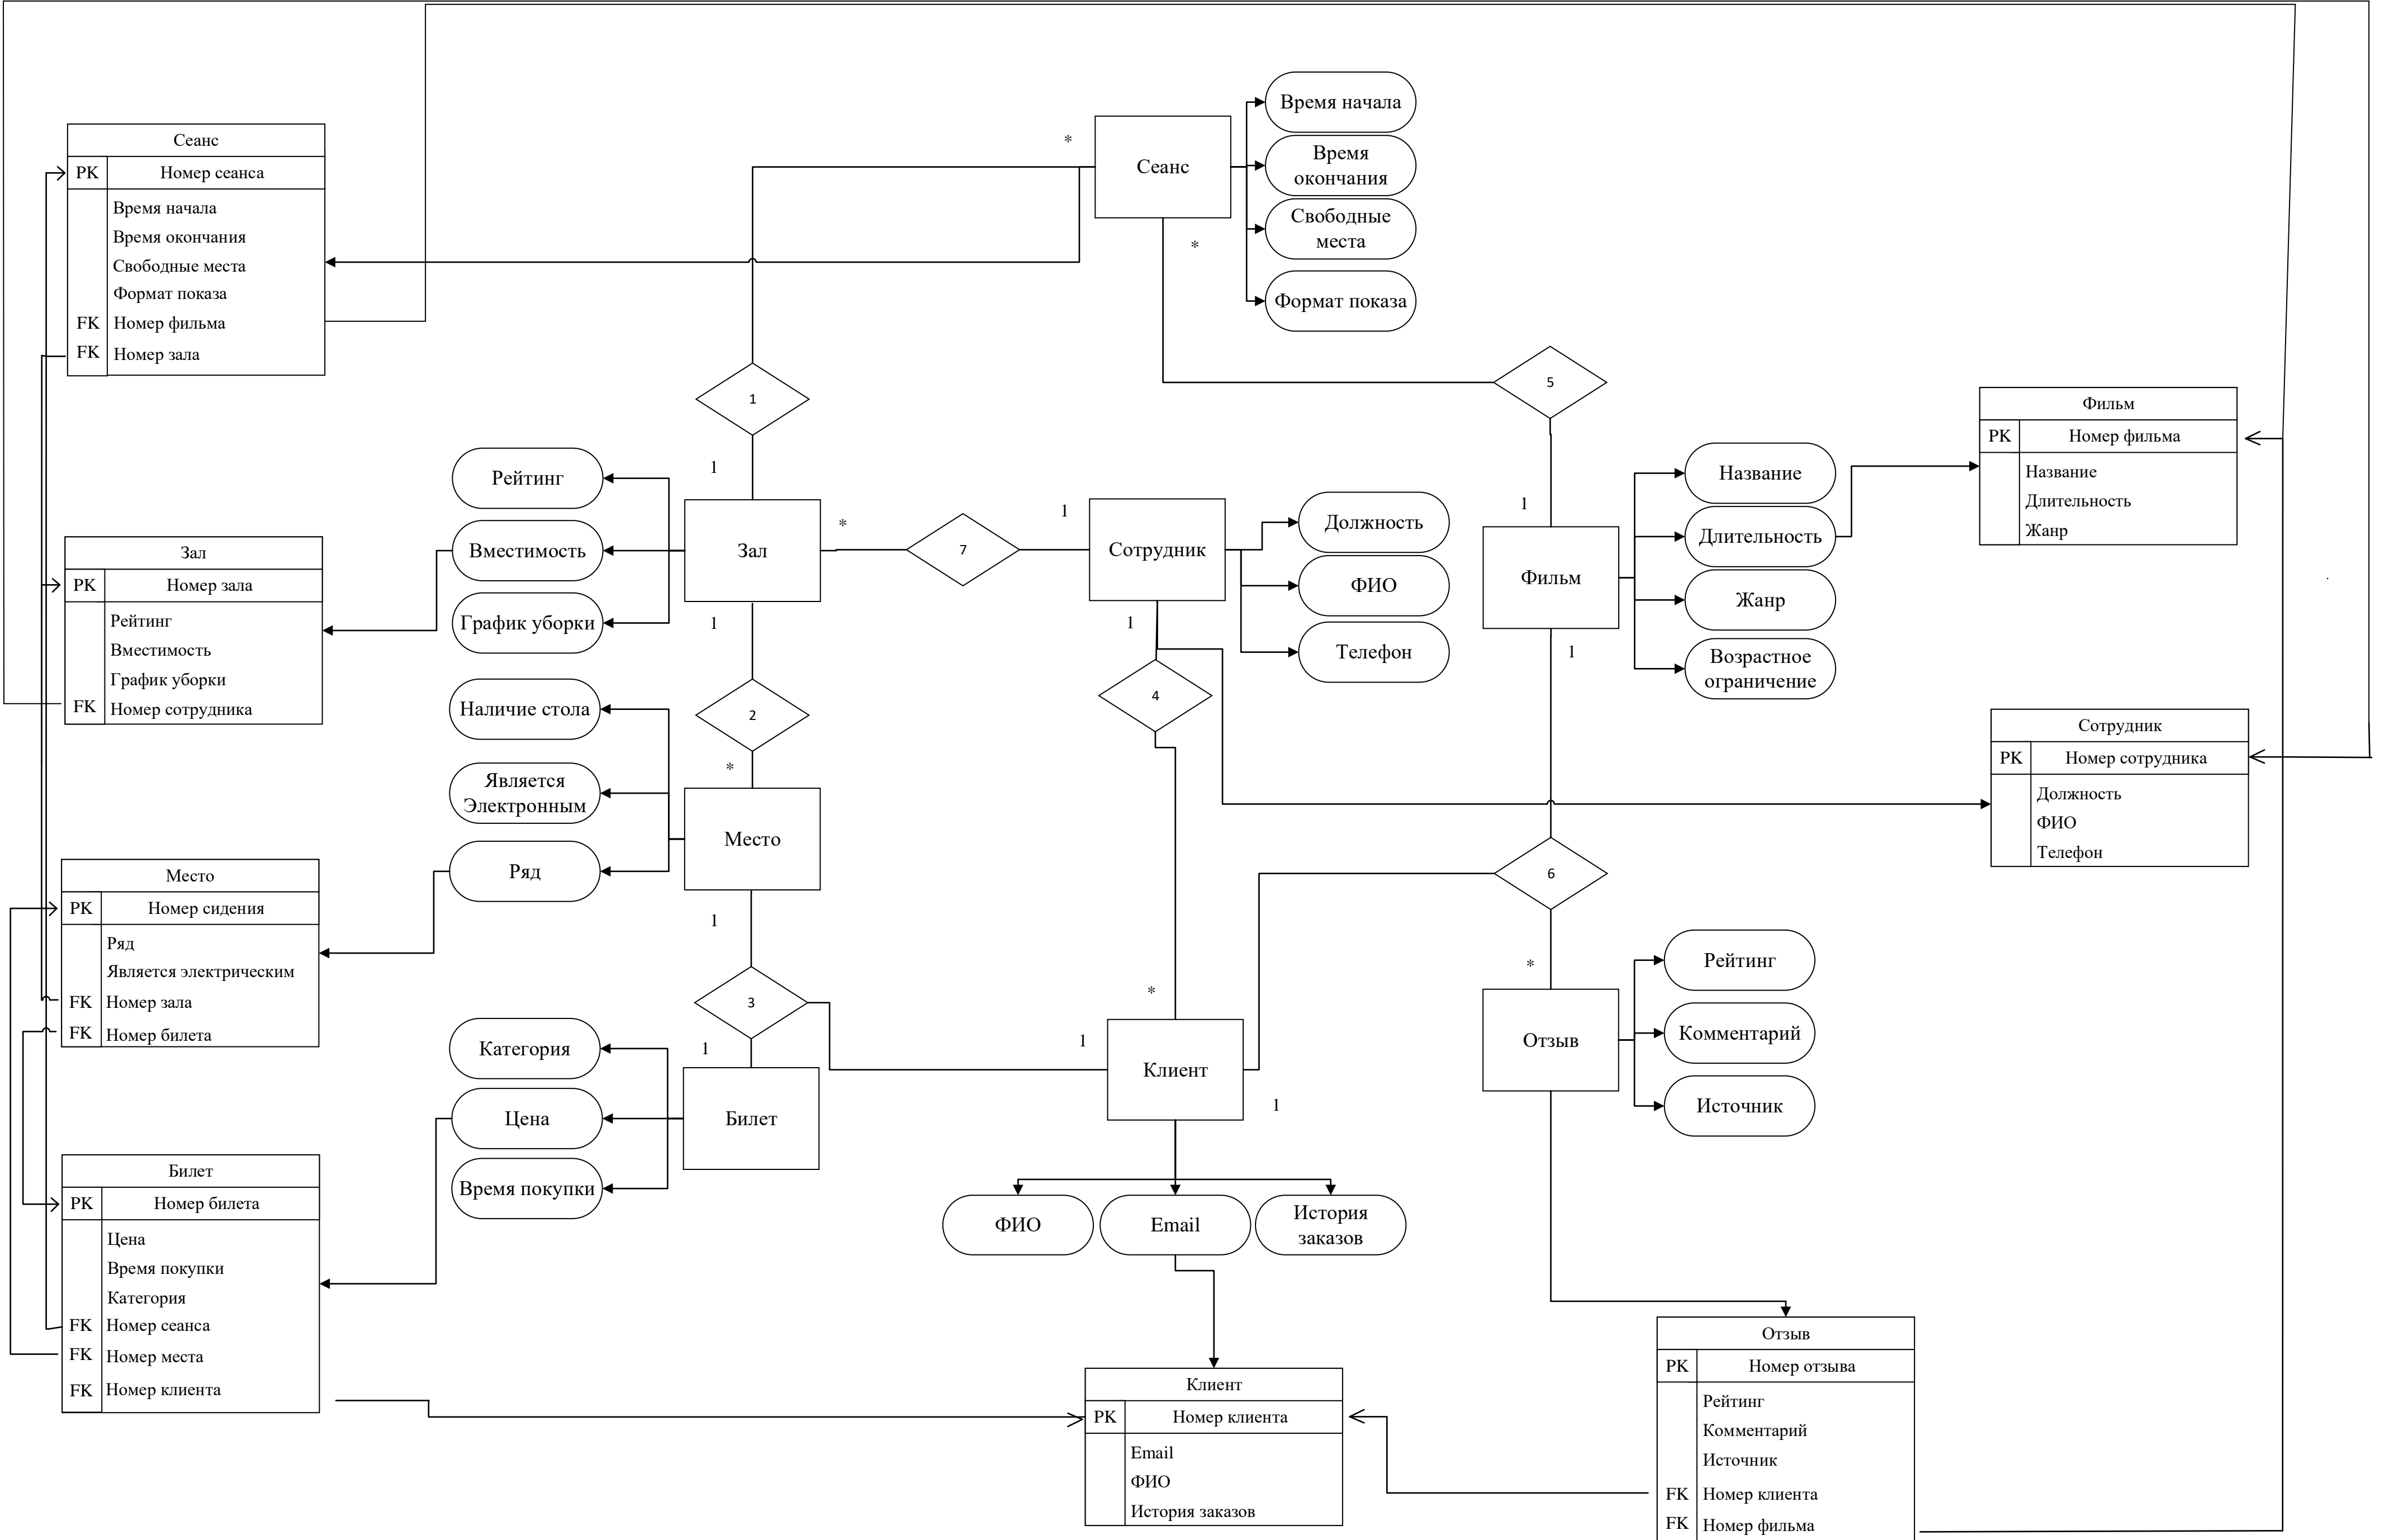 Сеанс
PK Номер сеанса
Время начала
Время окончания
Свободные места
Формат показа
FK Номер фильма
FK Номер зала
Зал
PK Номер зала
Рейтинг
Вместимость
График уборки
FK Номер сотрудника
Место
PK Номер сидения
Ряд
Является электрическим
FK Номер зала
FK Номер билета
Билет
PK Номер билета
Цена
Время покупки
Категория
FK Номер сеанса
FK Номер места
FK Номер клиента
*
Сеанс
*
Время начала
Время
окончания
Свободные
места
Формат показа
1
1
Рейтинг
Вместимость
График уборки
Зал
*
7
1
Сотрудник
Должность
ФИО
Телефон
1
1
2
*
4
Наличие стола
Является
Электронным
Ряд
Место
1
3
1
Категория
Цена
Время покупки
Билет
*
1
Клиент
1
ФИО
Email
История
заказов
5
1
Фильм
1
Название
Длительность
Жанр
Возрастное
ограничение
6
*
Отзыв
Рейтинг
Комментарий
Источник
Фильм
PK Номер фильма
Название
Длительность
Жанр
Сотрудник
PK Номер сотрудника
Должность
ФИО
Телефон
Клиент
PK Номер клиента
Email
ФИО
История заказов
Отзыв
PK Номер отзыва
Рейтинг
Комментарий
Источник
FK Номер клиента
FK Номер фильма